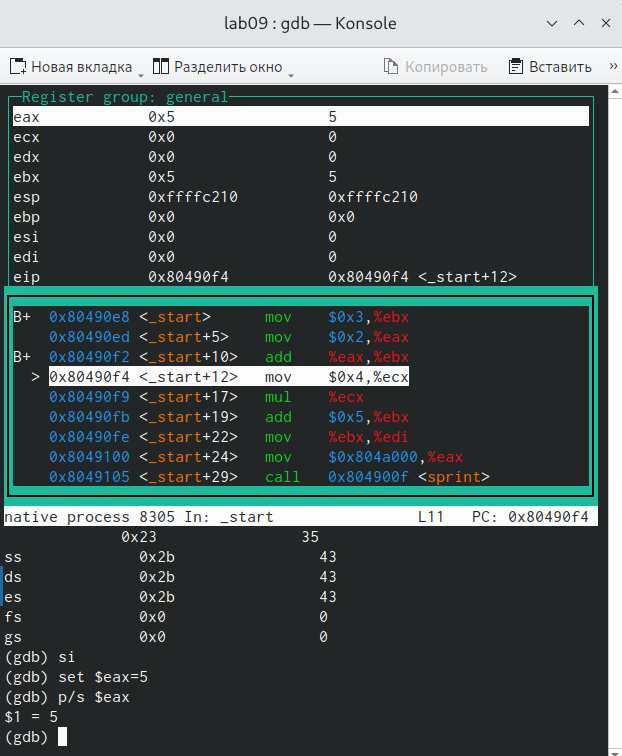 lab09 : gdb — Konsole
Новая вкладка Разделить окно Копировать Вставить »
Register group: general
eax 0x5 5
ecx 0x0 0
edx 0x0 0
ebx 0x5 5
esp 0xffffc210 0xffffc210
ebp 0x0 0x0
esi 0x0 0
edi 0x0 0
eip 0x80490f4 0x80490f4 <_start+12>
B+ 0x80490e8 <_start> mov $0x3,%ebx
0x80490ed <_start+5> mov $0x2,%eax
B+ 0x80490f2 <_start+10> add %eax,%ebx
> 0x80490f4 <_start+12> mov $0x4,%ecx
0x80490f9 <_start+17> mul %ecx
0x80490fb <_start+19> add $0x5,%ebx
0x80490fe <_start+22> mov %ebx,%edi
0x8049100 <_start+24> mov $0x804a000,%eax
0x8049105 <_start+29> call 0x804900f <sprint>
native process 8305 In: _start L11 PC: 0x80490f4
0x23 35
ss 0x2b 43
ds 0x2b 43
es 0x2b 43
fs 0x0 0
gs 0x0 0
(gdb) si
(gdb) set $eax=5
(gdb) p/s $eax
$1 = 5
(gdb)